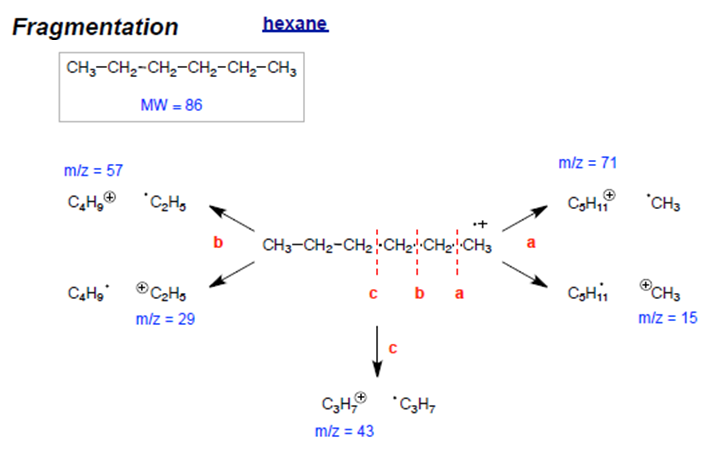 Fragmentation hexane
CH₃—CH₂-CH₂—CH₂—CH₂—CH₃
MW = 86
m/z = 57
C₄H₉⊕ ˙C₂H₅
m/z = 71
C₅H₁₁⊕ ˙CH₃
b
CH₃—CH₂—CH₂·CH₂·CH₂·CH₃ ·+
a
C₄H₉˙ ⊕C₂H₅
m/z = 29
c b a
C₅H₁₁˙ ⊕CH₃
m/z = 15
c
C₃H₇⊕ ˙C₃H₇
m/z = 43